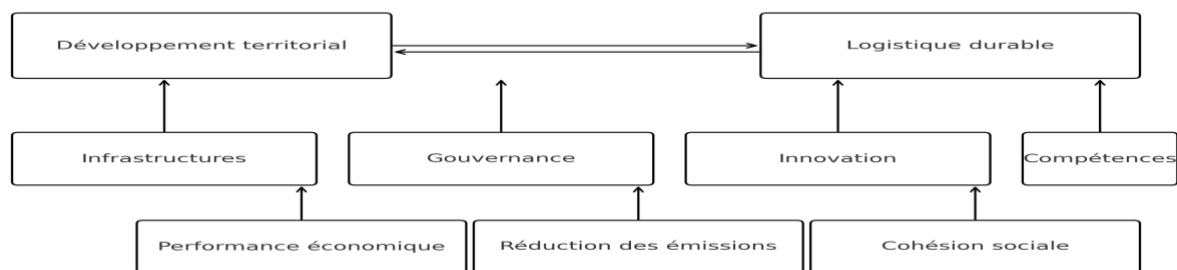 Développement territorial
Logistique durable
Infrastructures
Gouvernance
Innovation
Compétences
Performance économique
Réduction des émissions
Cohésion sociale